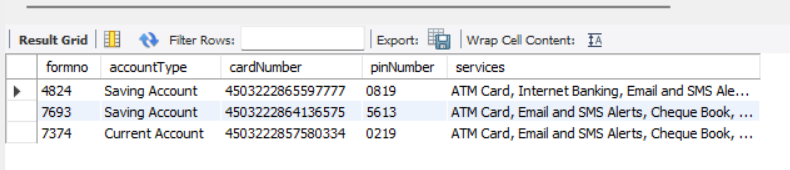 Result Grid Filter Rows: Export: Wrap Cell Content: IA
formno accountType cardNumber pinNumber services
4824 Saving Account 4503222865597777 0819 ATM Card, Internet Banking, Email and SMS Ale...
7693 Saving Account 4503222864136575 5613 ATM Card, Email and SMS Alerts, Cheque Book, ...
7374 Current Account 4503222857580334 0219 ATM Card, Email and SMS Alerts, Cheque Book, ...